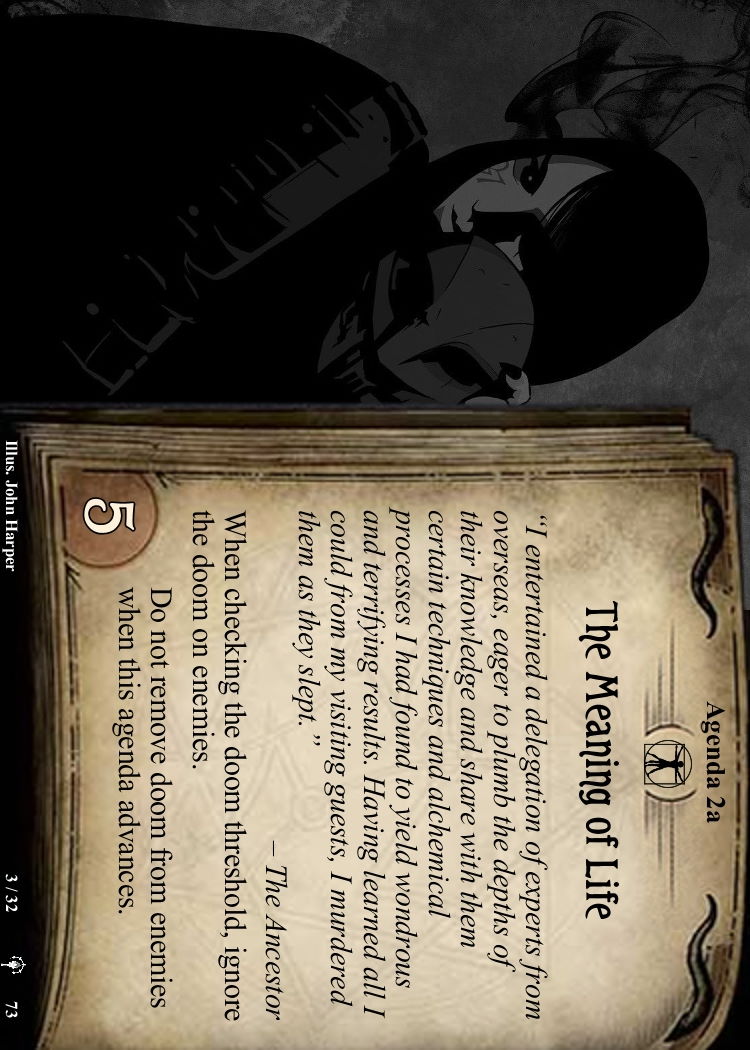 Agenda 2a
The Meaning of Life
“I entertained a delegation of experts from
overseas, eager to plumb the depths of
their knowledge and share with them
certain techniques and alchemical
processes I had found to yield wondrous
and terrifying results. Having learned all I
could from my visiting guests, I murdered
them as they slept.”
– The Ancestor
When checking the doom threshold, ignore
the doom on enemies.
Do not remove doom from enemies
when this agenda advances.
5
Illus. John Harper
3 / 32
73